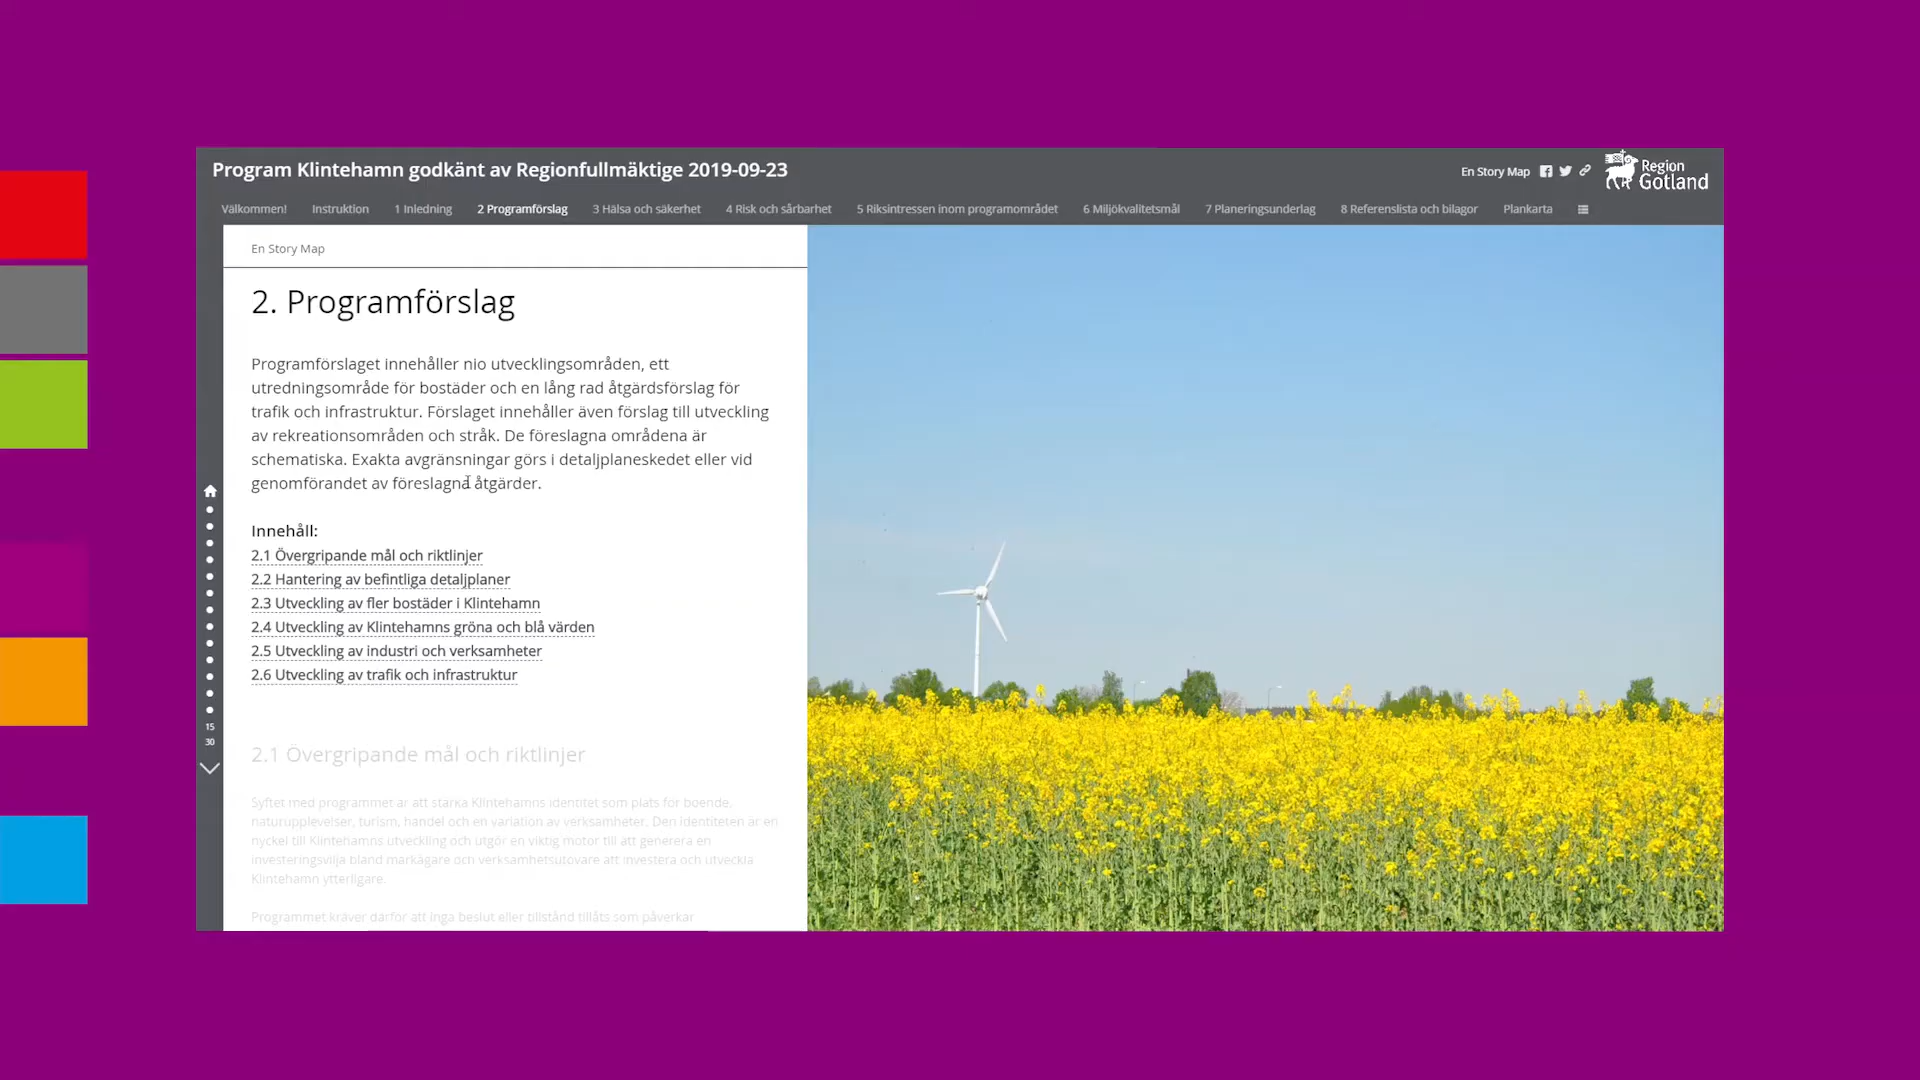 Program Klintehamn godkänt av Regionfullmäktige 2019-09-23
En Story Map
Region
Gotland
Välkommen!
Instruktion
1 Inledning
2 Programförslag
3 Hälsa och säkerhet
4 Risk och sårbarhet
5 Riksintressen inom programområdet
6 Miljökvalitetsmål
7 Planeringsunderlag
8 Referenslista och bilagor
Plankarta
En Story Map
2. Programförslag
Programförslaget innehåller nio utvecklingsområden, ett
utredningsområde för bostäder och en lång rad åtgärdsförslag för
trafik och infrastruktur. Förslaget innehåller även förslag till utveckling
av rekreationsområden och stråk. De föreslagna områdena är
schematiska. Exakta avgränsningar görs i detaljplaneskedet eller vid
genomförandet av föreslagna åtgärder.
Innehåll:
2.1 Övergripande mål och riktlinjer
2.2 Hantering av befintliga detaljplaner
2.3 Utveckling av fler bostäder i Klintehamn
2.4 Utveckling av Klintehamns gröna och blå värden
2.5 Utveckling av industri och verksamheter
2.6 Utveckling av trafik och infrastruktur
15
30
2.1 Övergripande mål och riktlinjer
Syftet med programmet är att stärka Klintehamns identitet som plats för boende,
naturupplevelser, turism, handel och en variation av verksamheter. Den identiteten är en
nyckel till Klintehamns utveckling och utgör en viktig motor till att generera en
investeringsvilja bland markägare och verksamhetsutövare att investera och utveckla
Klintehamn ytterligare.
Programmet kräver därför att inga beslut eller tillstånd tillåts som påverkar